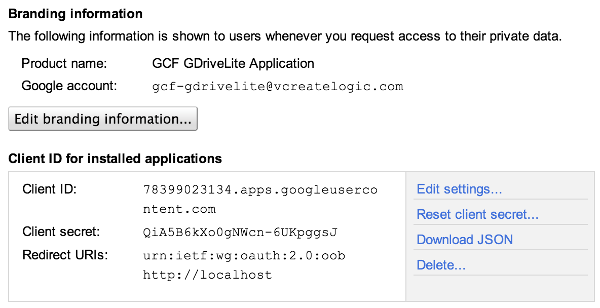 Branding information
The following information is shown to users whenever you request access to their private data.
Product name: GCF GDriveLite Application
Google account: gcf-gdrivelite@vcreatelogic.com
Edit branding information...
Client ID for installed applications
Client ID: 78399023134.apps.googleuserco
ntent.com
Client secret: QiA5B6kXo0gNWcn-6UKpggsJ
Redirect URIs: urn:ietf:wg:oauth:2.0:oob
http://localhost
Edit settings...
Reset client secret...
Download JSON
Delete...